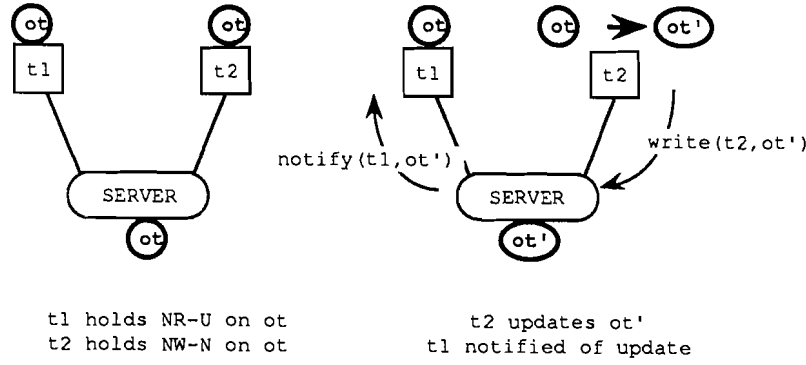 ot
ot
t1
t2
SERVER
ot
t1 holds NR-U on ot
t2 holds NW-N on ot
ot
ot
ot'
t1
t2
notify(t1,ot')
write(t2,ot')
SERVER
ot'
t2 updates ot'
t1 notified of update